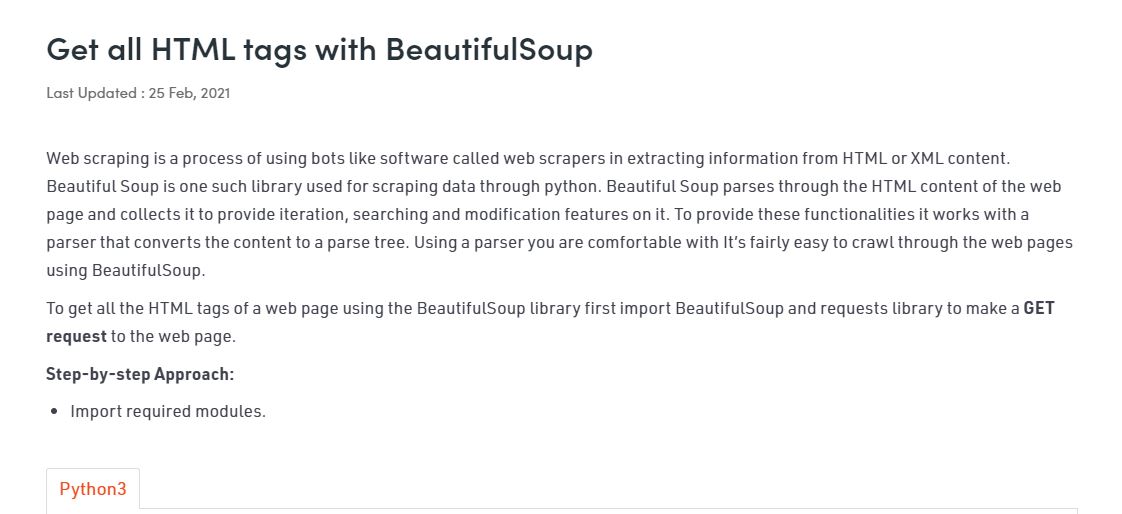 Get all HTML tags with BeautifulSoup
Last Updated : 25 Feb, 2021
Web scraping is a process of using bots like software called web scrapers in extracting information from HTML or XML content.
Beautiful Soup is one such library used for scraping data through python. Beautiful Soup parses through the HTML content of the web
page and collects it to provide iteration, searching and modification features on it. To provide these functionalities it works with a
parser that converts the content to a parse tree. Using a parser you are comfortable with It’s fairly easy to crawl through the web pages
using BeautifulSoup.
To get all the HTML tags of a web page using the BeautifulSoup library first import BeautifulSoup and requests library to make a GET
request to the web page.
Step-by-step Approach:
• Import required modules.
Python3